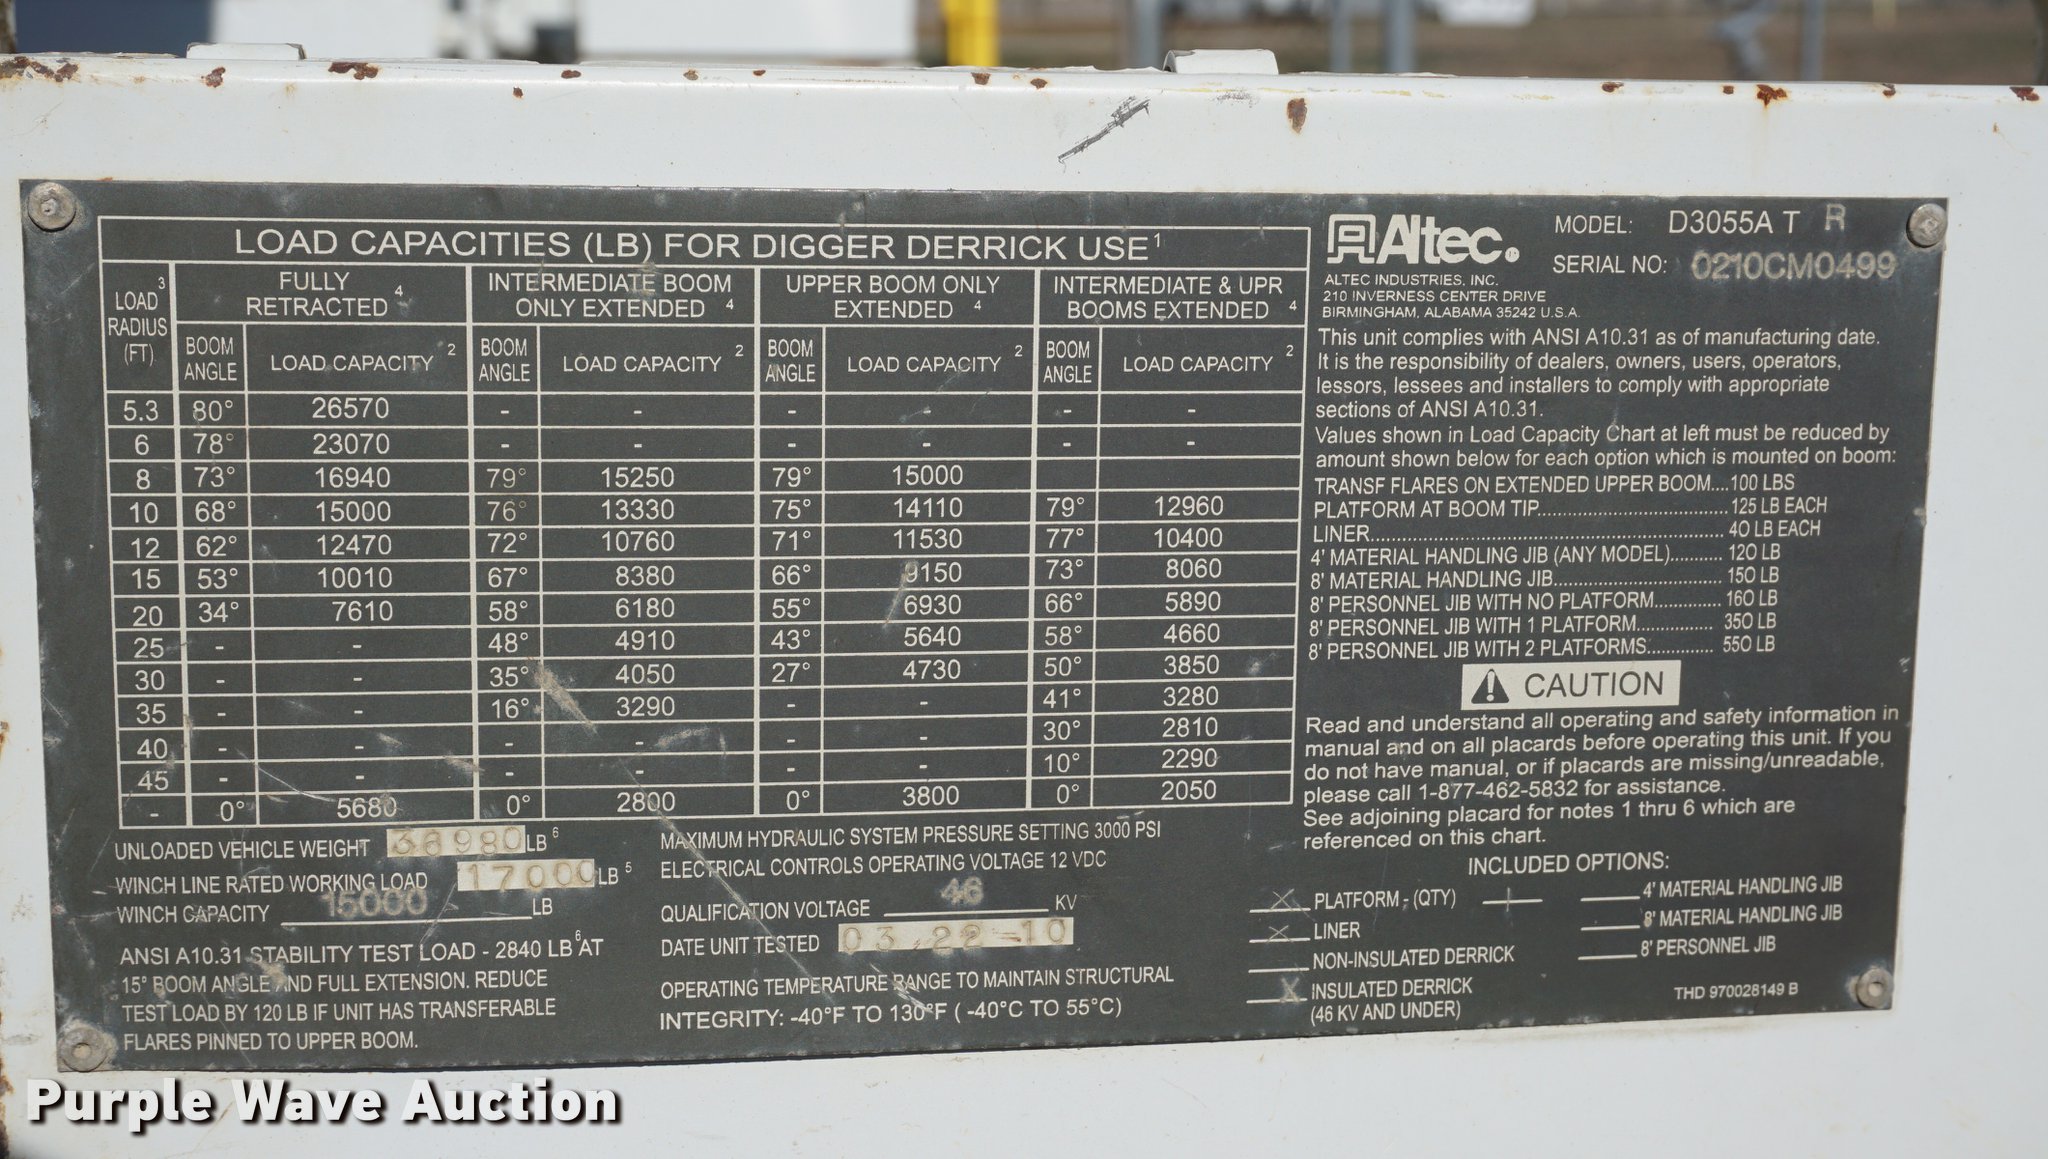 LOAD CAPACITIES (LB) FOR DIGGER DERRICK USE 1
LOAD RADIUS (FT) 3 | FULLY RETRACTED 4 | INTERMEDIATE BOOM ONLY EXTENDED 4 | UPPER BOOM ONLY EXTENDED 4 | INTERMEDIATE & UPR BOOMS EXTENDED 4
BOOM ANGLE | LOAD CAPACITY 2 | BOOM ANGLE | LOAD CAPACITY 2 | BOOM ANGLE | LOAD CAPACITY 2 | BOOM ANGLE | LOAD CAPACITY 2
5.3 | 80° | 26570 | - | - | - | - | - | -
6 | 78° | 23070 | - | - | - | - | - | -
8 | 73° | 16940 | 79° | 15250 | 79° | 15000
10 | 68° | 15000 | 76° | 13330 | 75° | 14110 | 79° | 12960
12 | 62° | 12470 | 72° | 10760 | 71° | 11530 | 77° | 10400
15 | 53° | 10010 | 67° | 8380 | 66° | 9150 | 73° | 8060
20 | 34° | 7610 | 58° | 6180 | 55° | 6930 | 66° | 5890
25 | - | - | 48° | 4910 | 43° | 5640 | 58° | 4660
30 | - | - | 35° | 4050 | 27° | 4730 | 50° | 3850
35 | - | - | 16° | 3290 | - | - | 41° | 3280
40 | - | - | - | - | - | - | 30° | 2810
45 | - | - | - | - | - | - | 10° | 2290
- | 0° | 5680 | 0° | 2800 | 0° | 3800 | 0° | 2050
UNLOADED VEHICLE WEIGHT 36980 LB 6
WINCH LINE RATED WORKING LOAD 17000 LB 5
WINCH CAPACITY 15000 LB
ANSI A10.31 STABILITY TEST LOAD - 2840 LB 6 AT
15° BOOM ANGLE AND FULL EXTENSION. REDUCE
TEST LOAD BY 120 LB IF UNIT HAS TRANSFERABLE
FLARES PINNED TO UPPER BOOM.
MAXIMUM HYDRAULIC SYSTEM PRESSURE SETTING 3000 PSI
ELECTRICAL CONTROLS OPERATING VOLTAGE 12 VDC
QUALIFICATION VOLTAGE 46 KV
DATE UNIT TESTED 03.22-10
OPERATING TEMPERATURE RANGE TO MAINTAIN STRUCTURAL
INTEGRITY: -40°F TO 130°F ( -40°C TO 55°C)
Altec®
MODEL: D3055A T R
SERIAL NO: 0210CM0499
ALTEC INDUSTRIES, INC.
210 INVERNESS CENTER DRIVE
BIRMINGHAM, ALABAMA 35242 U.S.A.
This unit complies with ANSI A10.31 as of manufacturing date.
It is the responsibility of dealers, owners, users, operators,
lessors, lessees and installers to comply with appropriate
sections of ANSI A10.31.
Values shown in Load Capacity Chart at left must be reduced by
amount shown below for each option which is mounted on boom:
TRANSF FLARES ON EXTENDED UPPER BOOM....100 LBS
PLATFORM AT BOOM TIP....125 LB EACH
LINER....40 LB EACH
4' MATERIAL HANDLING JIB (ANY MODEL)....120 LB
8' MATERIAL HANDLING JIB....150 LB
8' PERSONNEL JIB WITH NO PLATFORM....160 LB
8' PERSONNEL JIB WITH 1 PLATFORM....350 LB
8' PERSONNEL JIB WITH 2 PLATFORMS....550 LB
CAUTION
Read and understand all operating and safety information in
manual and on all placards before operating this unit. If you
do not have manual, or if placards are missing/unreadable,
please call 1-877-462-5832 for assistance.
See adjoining placard for notes 1 thru 6 which are
referenced on this chart.
INCLUDED OPTIONS:
X PLATFORM - (QTY) 1
X LINER
NON-INSULATED DERRICK
X INSULATED DERRICK
(46 KV AND UNDER)
4' MATERIAL HANDLING JIB
8' MATERIAL HANDLING JIB
8' PERSONNEL JIB
THD 970028149 B
Purple Wave Auction